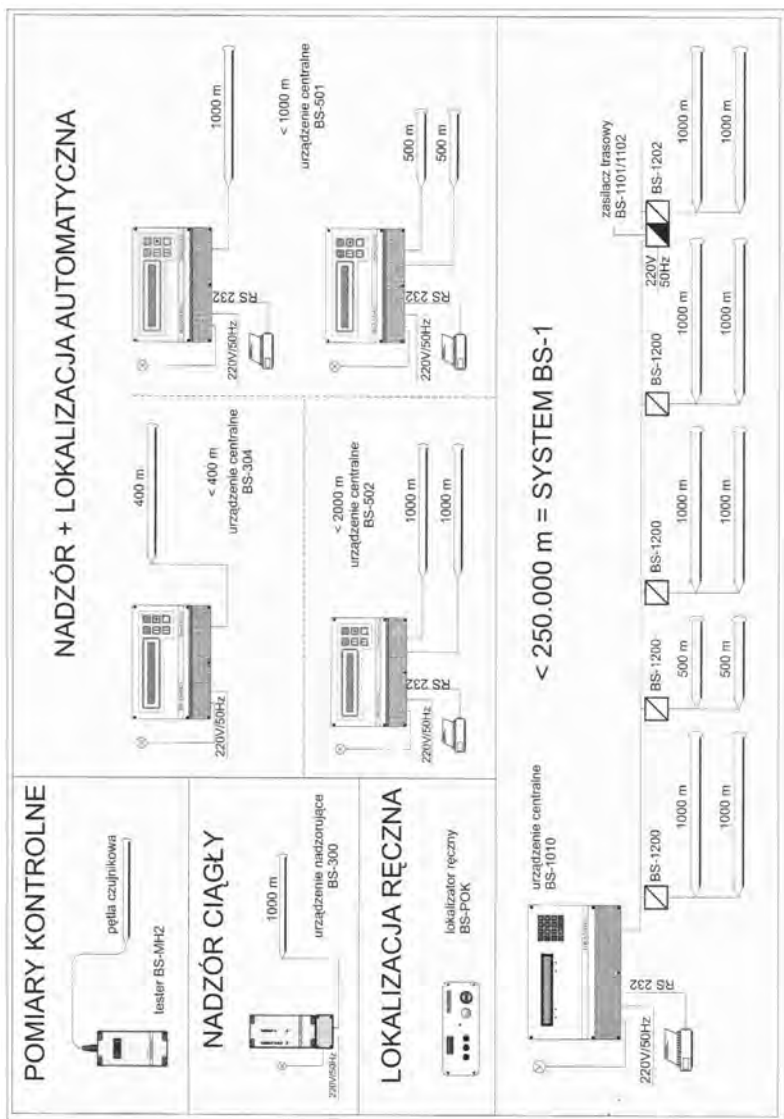 POMIARY KONTROLNE
pętla czujnikowa
tester BS-MH2
NADZÓR CIĄGŁY
1000 m
urządzenie nadzorujące
BS-300
220V/50Hz
LOKALIZACJA RĘCZNA
lokalizator ręczny
BS-POK
NADZÓR + LOKALIZACJA AUTOMATYCZNA
400 m
< 400 m
urządzenie centralne
BS-304
220V/50Hz
1000 m
< 1000 m
urządzenie centralne
BS-501
RS 232
220V/50Hz
500 m
500 m
RS 232
220V/50Hz
< 2000 m
urządzenie centralne
BS-502
1000 m
1000 m
RS 232
220V/50Hz
< 250.000 m = SYSTEM BS-1
urządzenie centralne
BS-1010
RS 232
220V/50Hz
BS-1200
1000 m
1000 m
BS-1200
500 m
500 m
BS-1200
1000 m
1000 m
BS-1200
1000 m
1000 m
zasilacz trasowy
BS-1101/1102
220V
50Hz
BS-1202
1000 m
1000 m